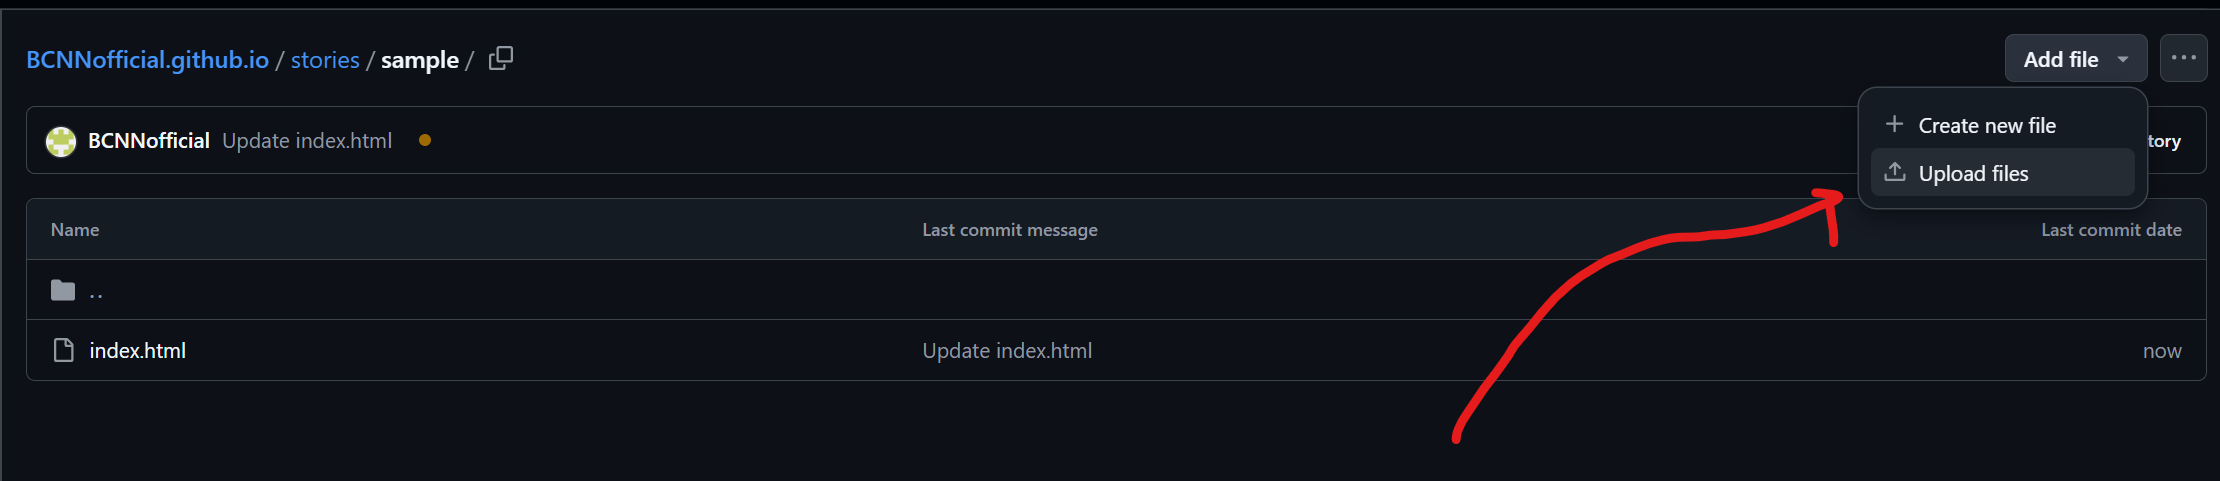 BCNNofficial.github.io / stories / sample /
Add file
BCNNofficial Update index.html
Create new file
Upload files
tory
Name Last commit message Last commit date
..
index.html Update index.html now